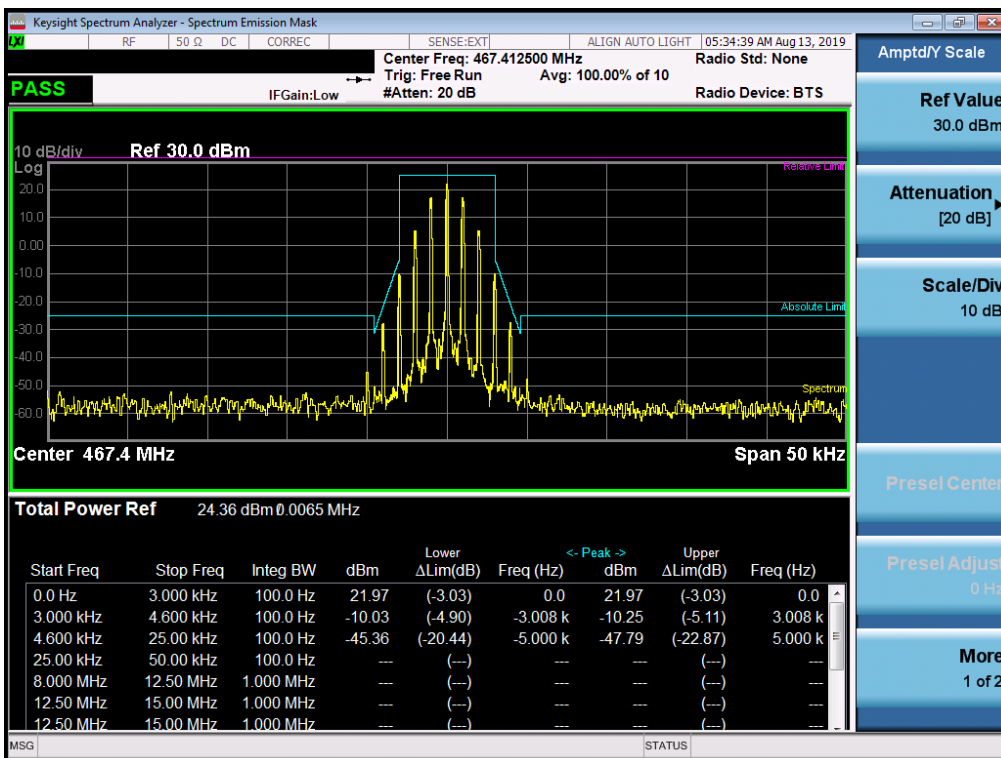 Keysight Spectrum Analyzer - Spectrum Emission Mask
LXI RF 50 Ω DC CORREC SENSE:EXT ALIGN AUTO LIGHT 05:34:39 AM Aug 13, 2019
Center Freq: 467.412500 MHz Radio Std: None
Trig: Free Run Avg: 100.00% of 10
PASS IFGain:Low #Atten: 20 dB Radio Device: BTS
10 dB/div Ref 30.0 dBm
Log
Relative Limit
20.0
10.0
0.00
-10.0
-20.0
Absolute Limit
-30.0
-40.0
-50.0
Spectrum
-60.0
Center 467.4 MHz Span 50 kHz
Total Power Ref 24.36 dBm 0.0065 MHz
Lower <- Peak -> Upper
Start Freq Stop Freq Integ BW dBm ΔLim(dB) Freq (Hz) dBm ΔLim(dB) Freq (Hz)
0.0 Hz 3.000 kHz 100.0 Hz 21.97 (-3.03) 0.0 21.97 (-3.03) 0.0
3.000 kHz 4.600 kHz 100.0 Hz -10.03 (-4.90) -3.008 k -10.25 (-5.11) 3.008 k
4.600 kHz 25.00 kHz 100.0 Hz -45.36 (-20.44) -5.000 k -47.79 (-22.87) 5.000 k
25.00 kHz 50.00 kHz 100.0 Hz --- (---) --- --- (---) ---
8.000 MHz 12.50 MHz 1.000 MHz --- (---) --- --- (---) ---
12.50 MHz 15.00 MHz 1.000 MHz --- (---) --- --- (---) ---
12.50 MHz 15.00 MHz 1.000 MHz --- (---) --- --- (---) ---
MSG STATUS
Amptd/Y Scale
Ref Value
30.0 dBm
Attenuation
[20 dB]
Scale/Div
10 dB
Presel Center
Presel Adjust
0 Hz
More
1 of 2